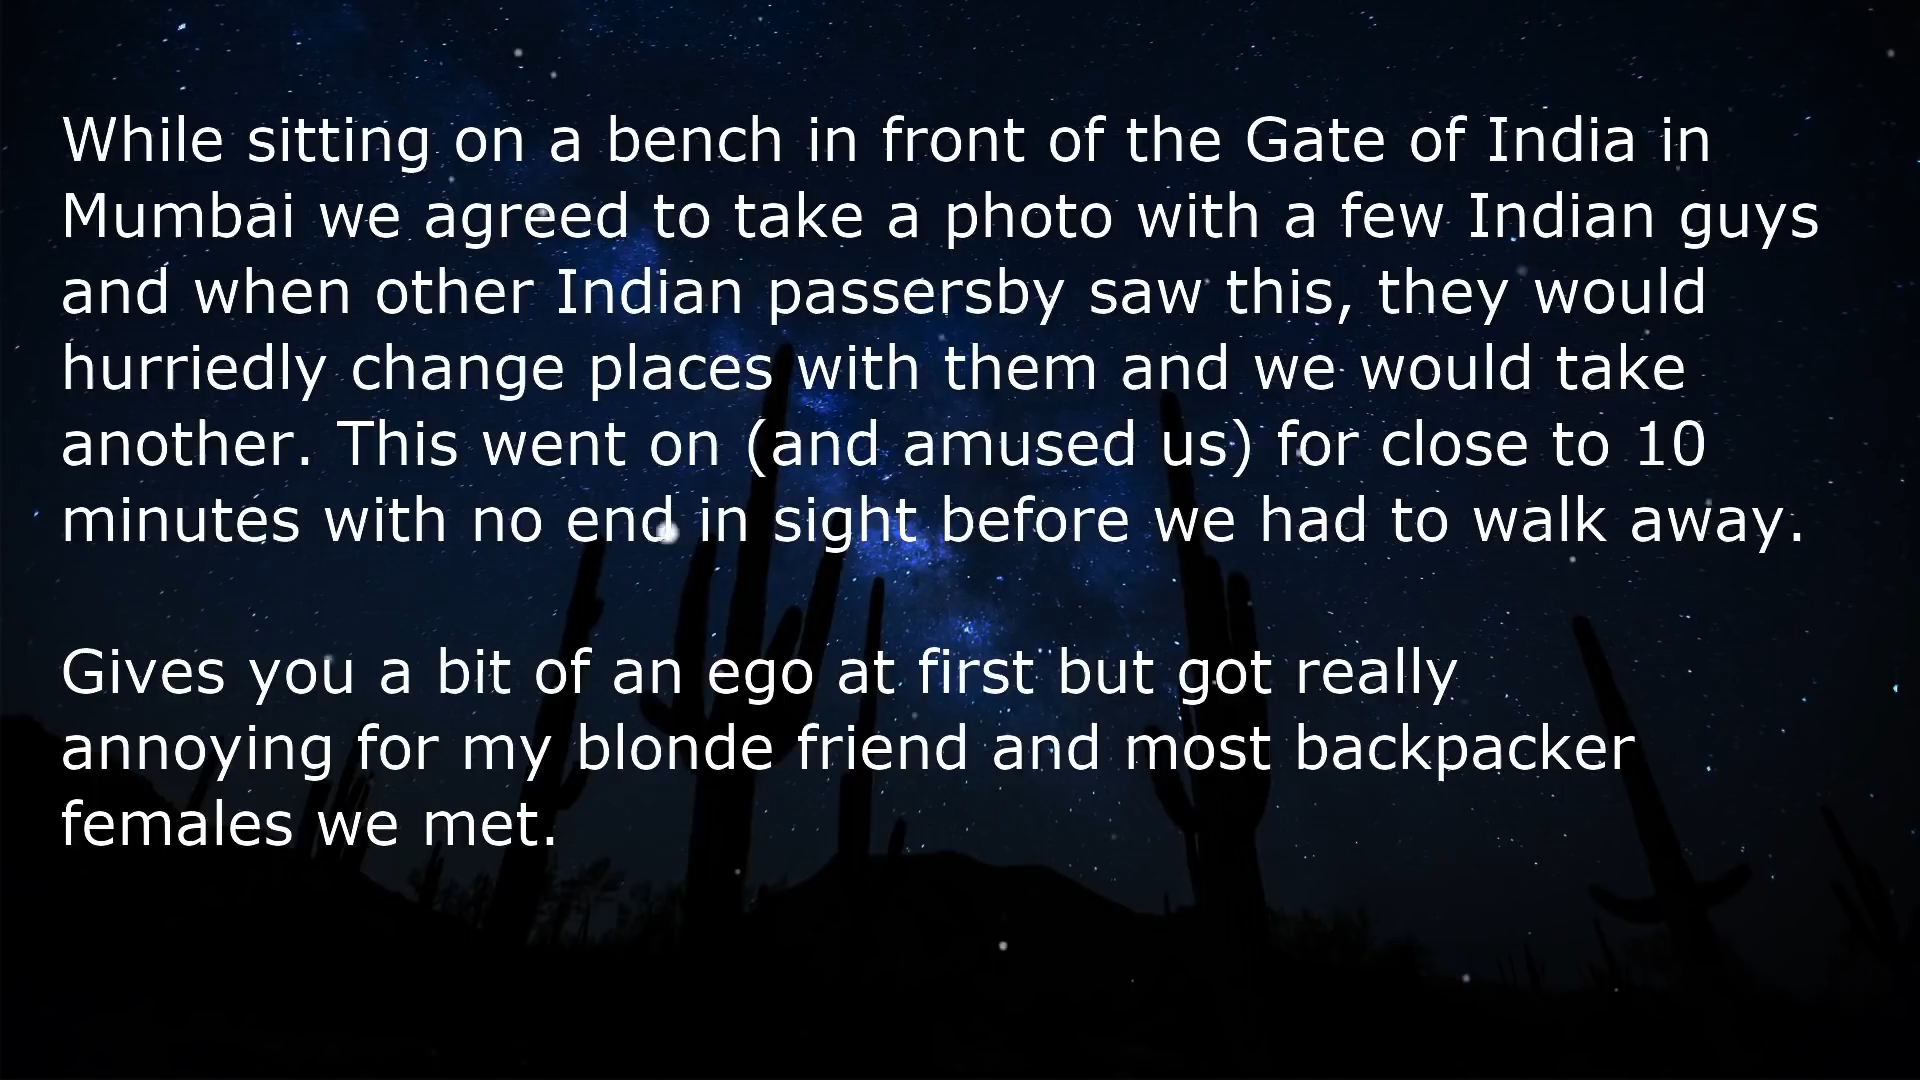 While sitting on a bench in front of the Gate of India in
Mumbai we agreed to take a photo with a few Indian guys
and when other Indian passersby saw this, they would
hurriedly change places with them and we would take
another. This went on (and amused us) for close to 10
minutes with no end in sight before we had to walk away.

Gives you a bit of an ego at first but got really
annoying for my blonde friend and most backpacker
females we met.